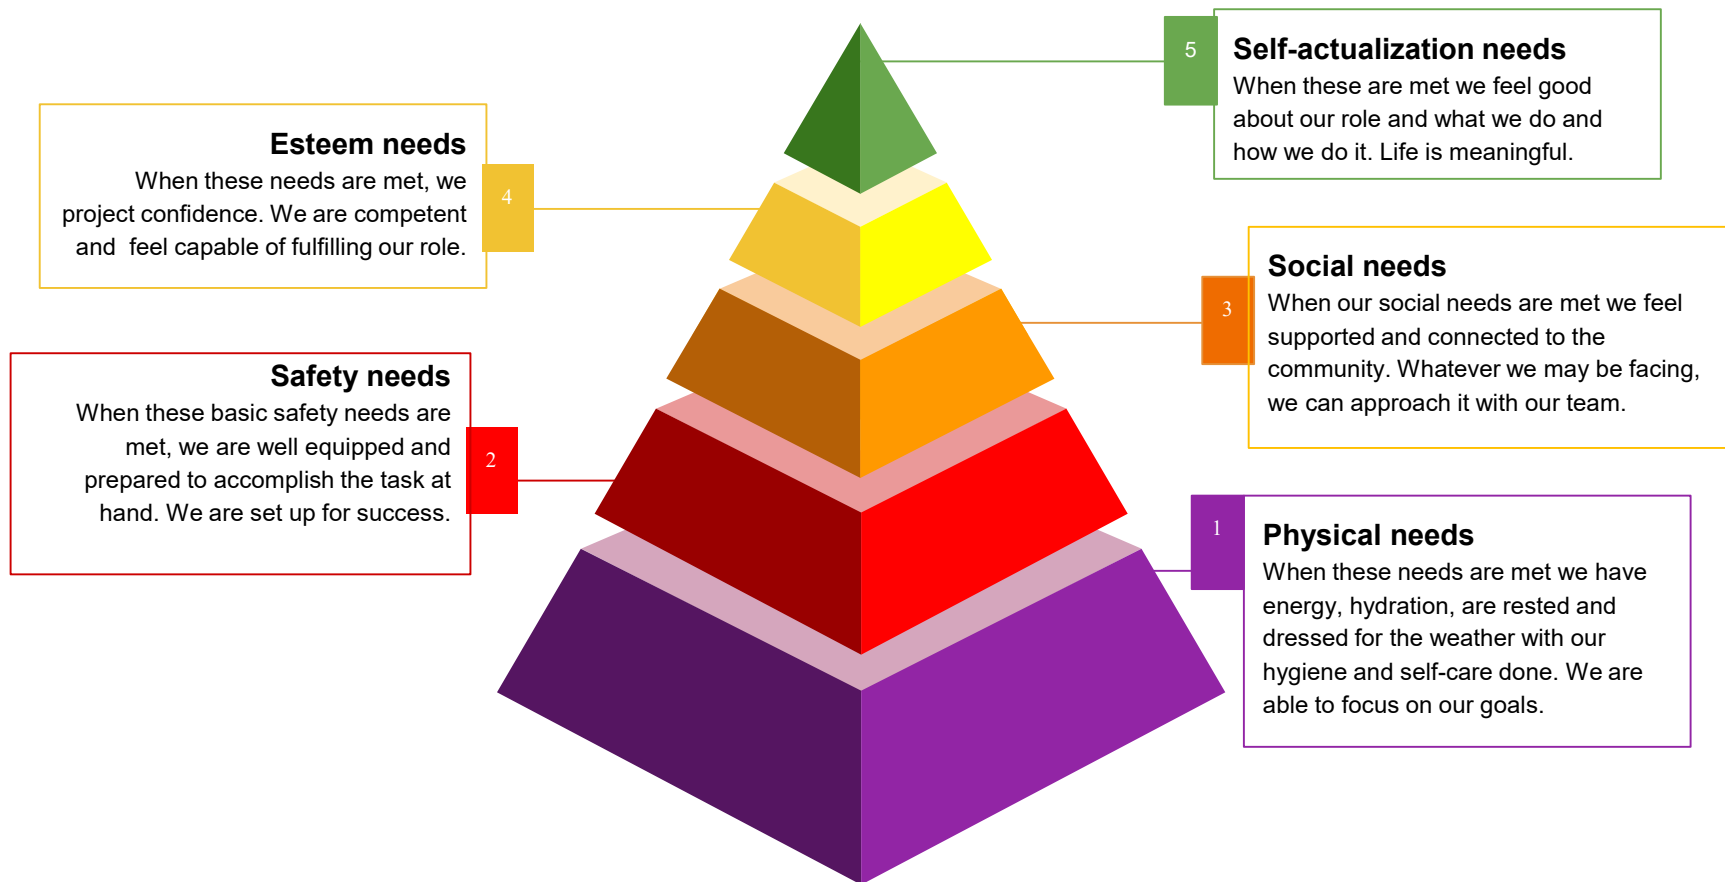 5
Self-actualization needs
When these are met we feel good
about our role and what we do and
how we do it. Life is meaningful.
Esteem needs
When these needs are met, we
project confidence. We are competent
and  feel capable of fulfilling our role.
4
Social needs
When our social needs are met we feel
supported and connected to the
community. Whatever we may be facing,
we can approach it with our team.
3
Safety needs
When these basic safety needs are
met, we are well equipped and
prepared to accomplish the task at
hand. We are set up for success.
2
1
Physical needs
When these needs are met we have
energy, hydration, are rested and
dressed for the weather with our
hygiene and self-care done. We are
able to focus on our goals.